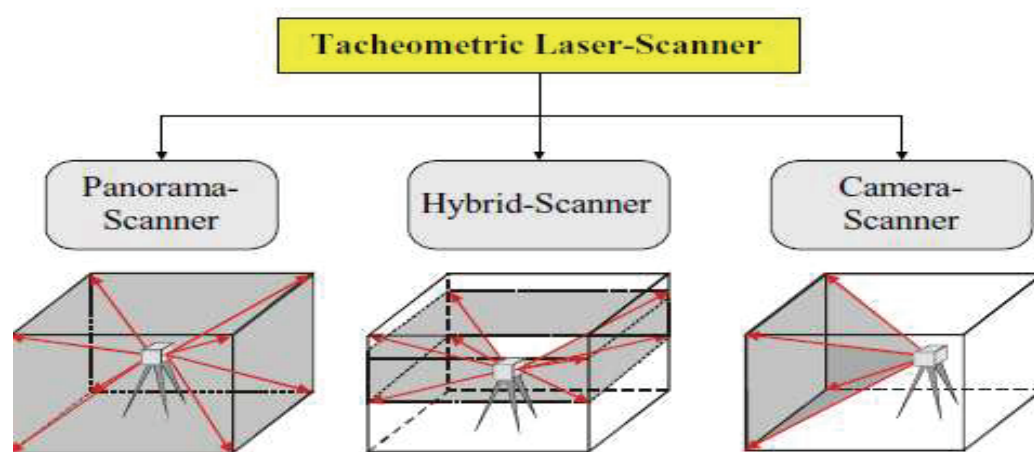 Tacheometric Laser-Scanner
Panorama-
Scanner
Hybrid-Scanner
Camera-
Scanner